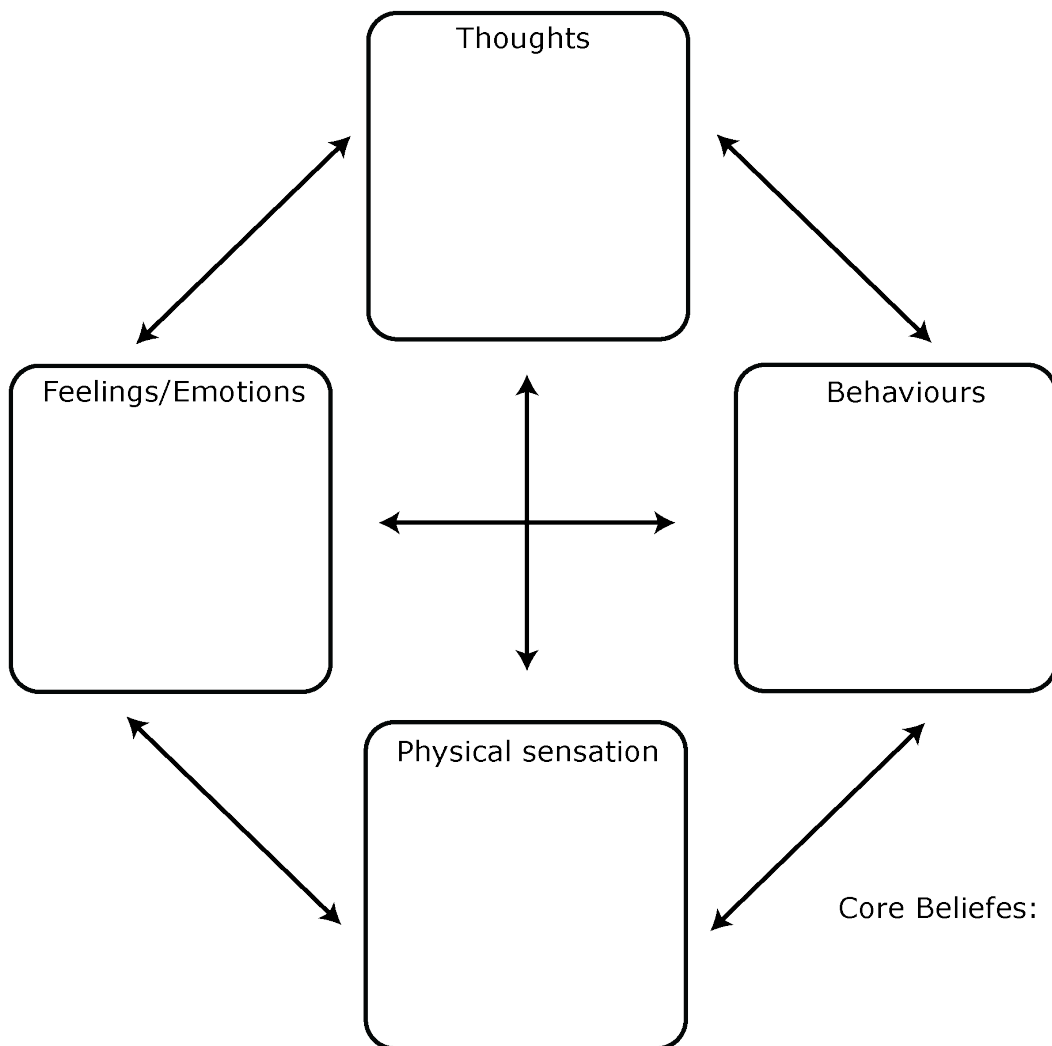 Thoughts
Feelings/Emotions
Behaviours
Physical sensation
Core Beliefes: